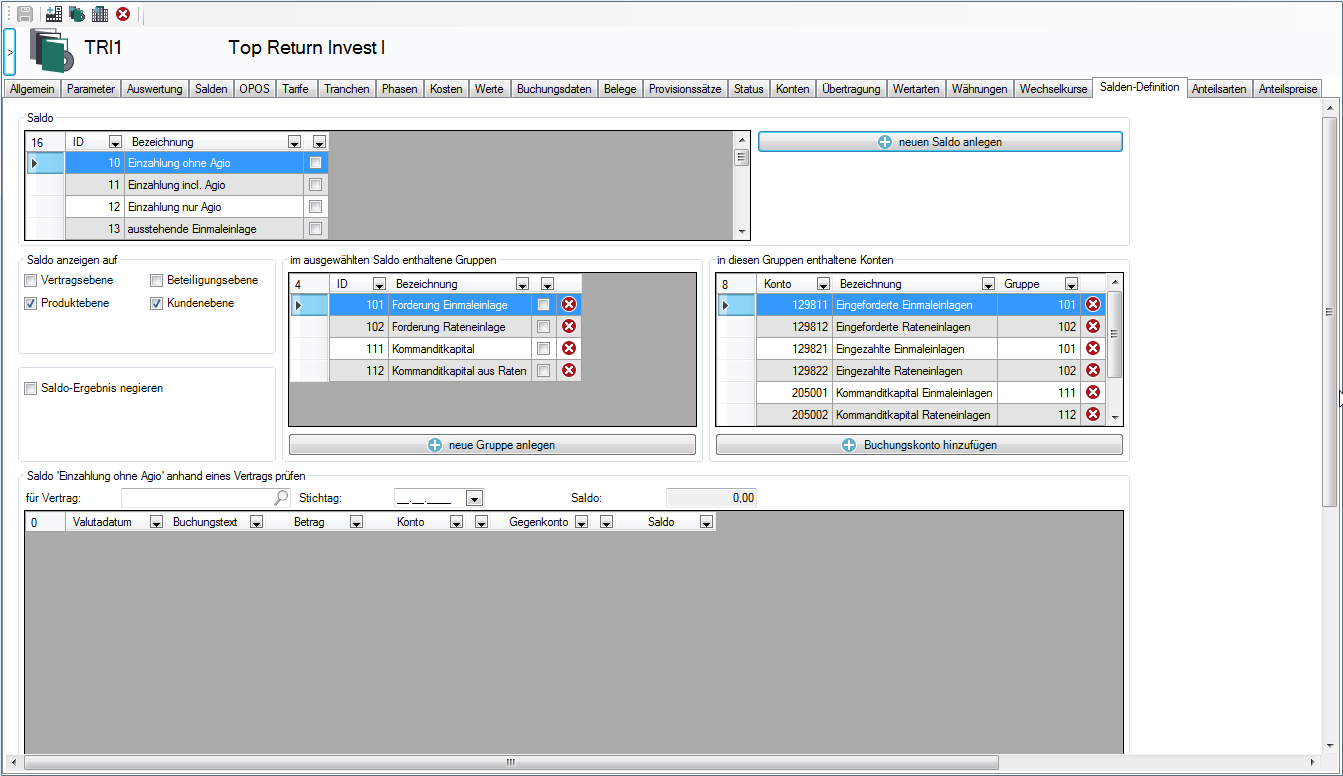 TRI1 Top Return Invest I
>
Allgemein Parameter Auswertung Salden OPOS Tarife Tranchen Phasen Kosten Werte Buchungsdaten Belege Provisionssätze Status Konten Übertragung Wertarten Währungen Wechselkurse Salden-Definition Anteilsarten Anteilspreise
Saldo
16 ID Bezeichnung
10 Einzahlung ohne Agio
11 Einzahlung incl. Agio
12 Einzahlung nur Agio
13 ausstehende Einmaleinlage
neuen Saldo anlegen
Saldo anzeigen auf
Vertragsebene Beteiligungsebene
Produktebene Kundenebene
Saldo-Ergebnis negieren
im ausgewählten Saldo enthaltene Gruppen
4 ID Bezeichnung
101 Forderung Einmaleinlage
102 Forderung Rateneinlage
111 Kommanditkapital
112 Kommanditkapital aus Raten
neue Gruppe anlegen
in diesen Gruppen enthaltene Konten
8 Konto Bezeichnung Gruppe
129811 Eingeforderte Einmaleinlagen 101
129812 Eingeforderte Rateneinlagen 102
129821 Eingezahlte Einmaleinlagen 101
129822 Eingezahlte Rateneinlagen 102
205001 Kommanditkapital Einmaleinlagen 111
205002 Kommanditkapital Rateneinlagen 112
Buchungskonto hinzufügen
Saldo 'Einzahlung ohne Agio' anhand eines Vertrags prüfen
für Vertrag: Stichtag: __.__.____ Saldo: 0,00
0 Valutadatum Buchungstext Betrag Konto Gegenkonto Saldo